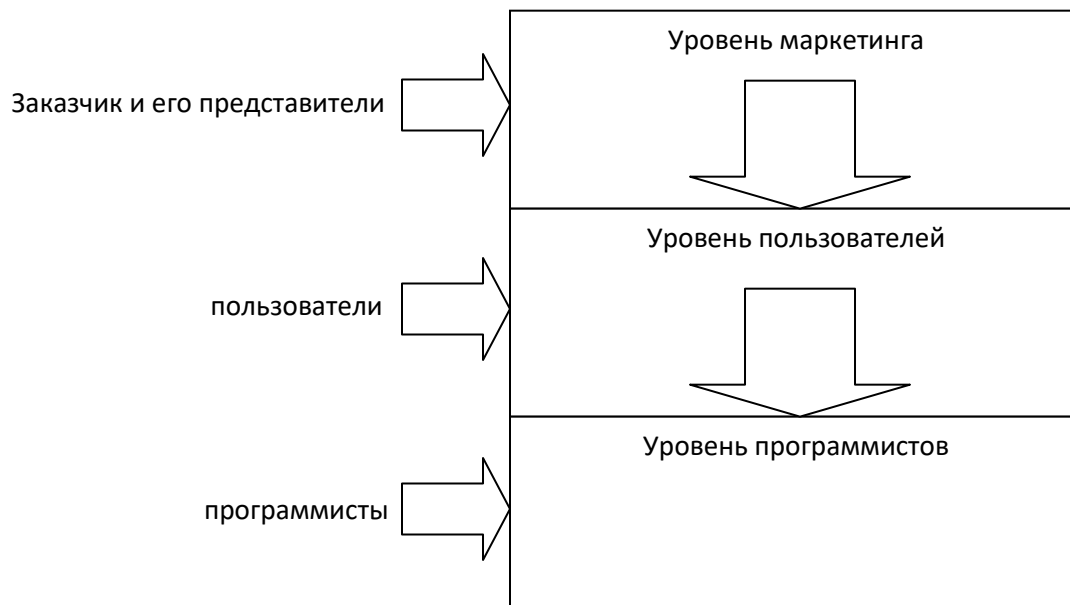 Уровень маркетинга
Заказчик и его представители
Уровень пользователей
пользователи
Уровень программистов
программисты